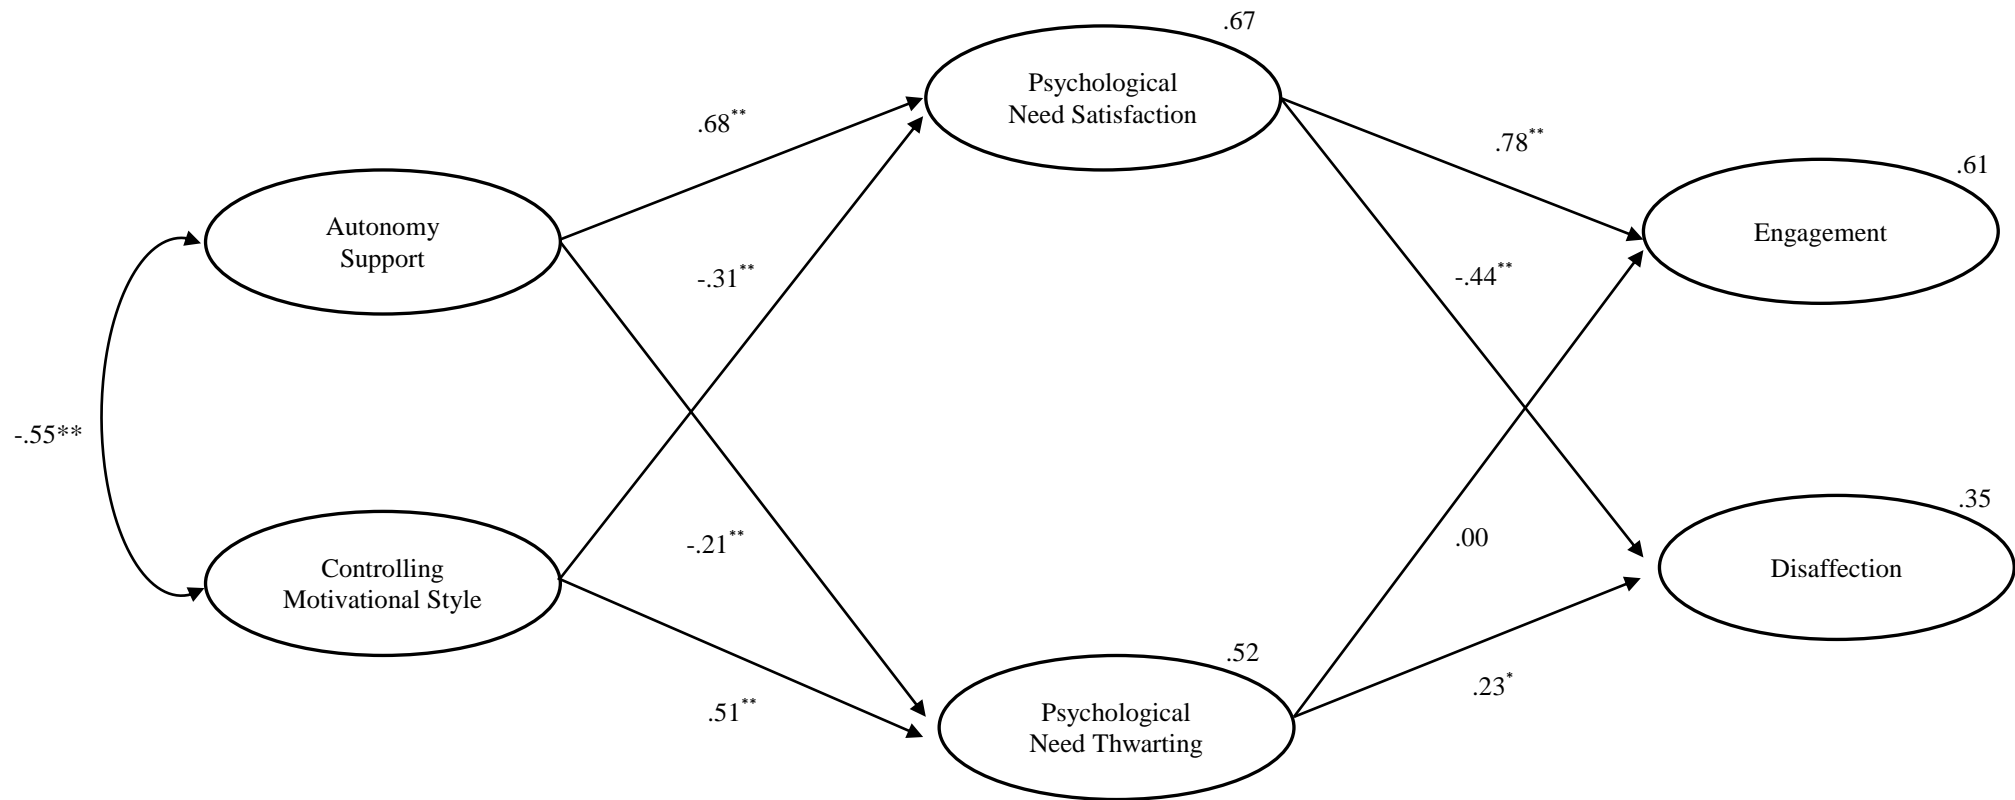 .67
Psychological
Need Satisfaction
.68**
.78**
.61
Autonomy
Support
Engagement
-.31**
-.44**
-.55**
-.21**
.00
.35
Controlling
Motivational Style
Disaffection
.52
.51**
.23*
Psychological
Need Thwarting